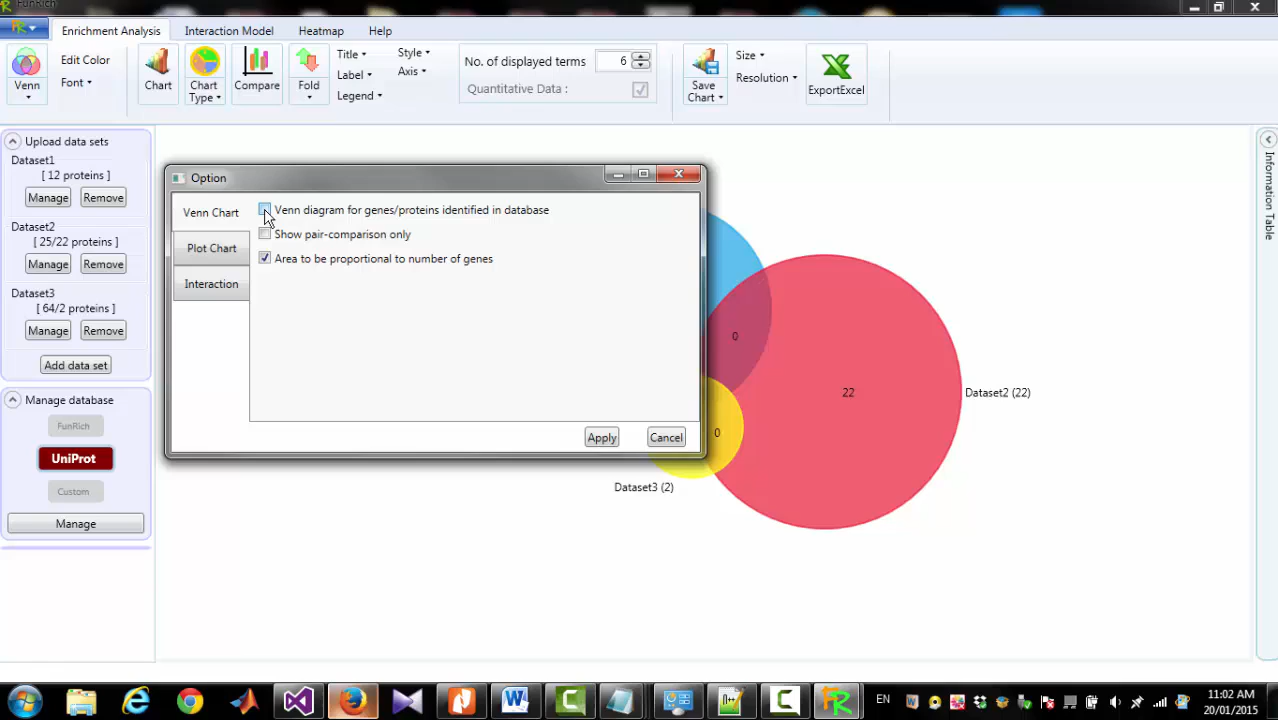 FunRich
Enrichment Analysis
Interaction Model
Heatmap
Help
Venn
Edit Color
Font
Chart
Chart Type
Compare
Fold
Title
Label
Legend
Style
Axis
No. of displayed terms
6
Quantitative Data :
Save Chart
Size
Resolution
ExportExcel
Upload data sets
Dataset1
[ 12 proteins ]
Manage Remove
Dataset2
[ 25/22 proteins ]
Manage Remove
Dataset3
[ 64/2 proteins ]
Manage Remove
Add data set
Manage database
FunRich
UniProt
Custom
Manage
Option
Venn Chart
Plot Chart
Interaction
Venn diagram for genes/proteins identified in database
Show pair-comparison only
Area to be proportional to number of genes
Apply Cancel
0
22
0
Dataset2 (22)
Dataset3 (2)
Information Table
EN
11:02 AM
20/01/2015